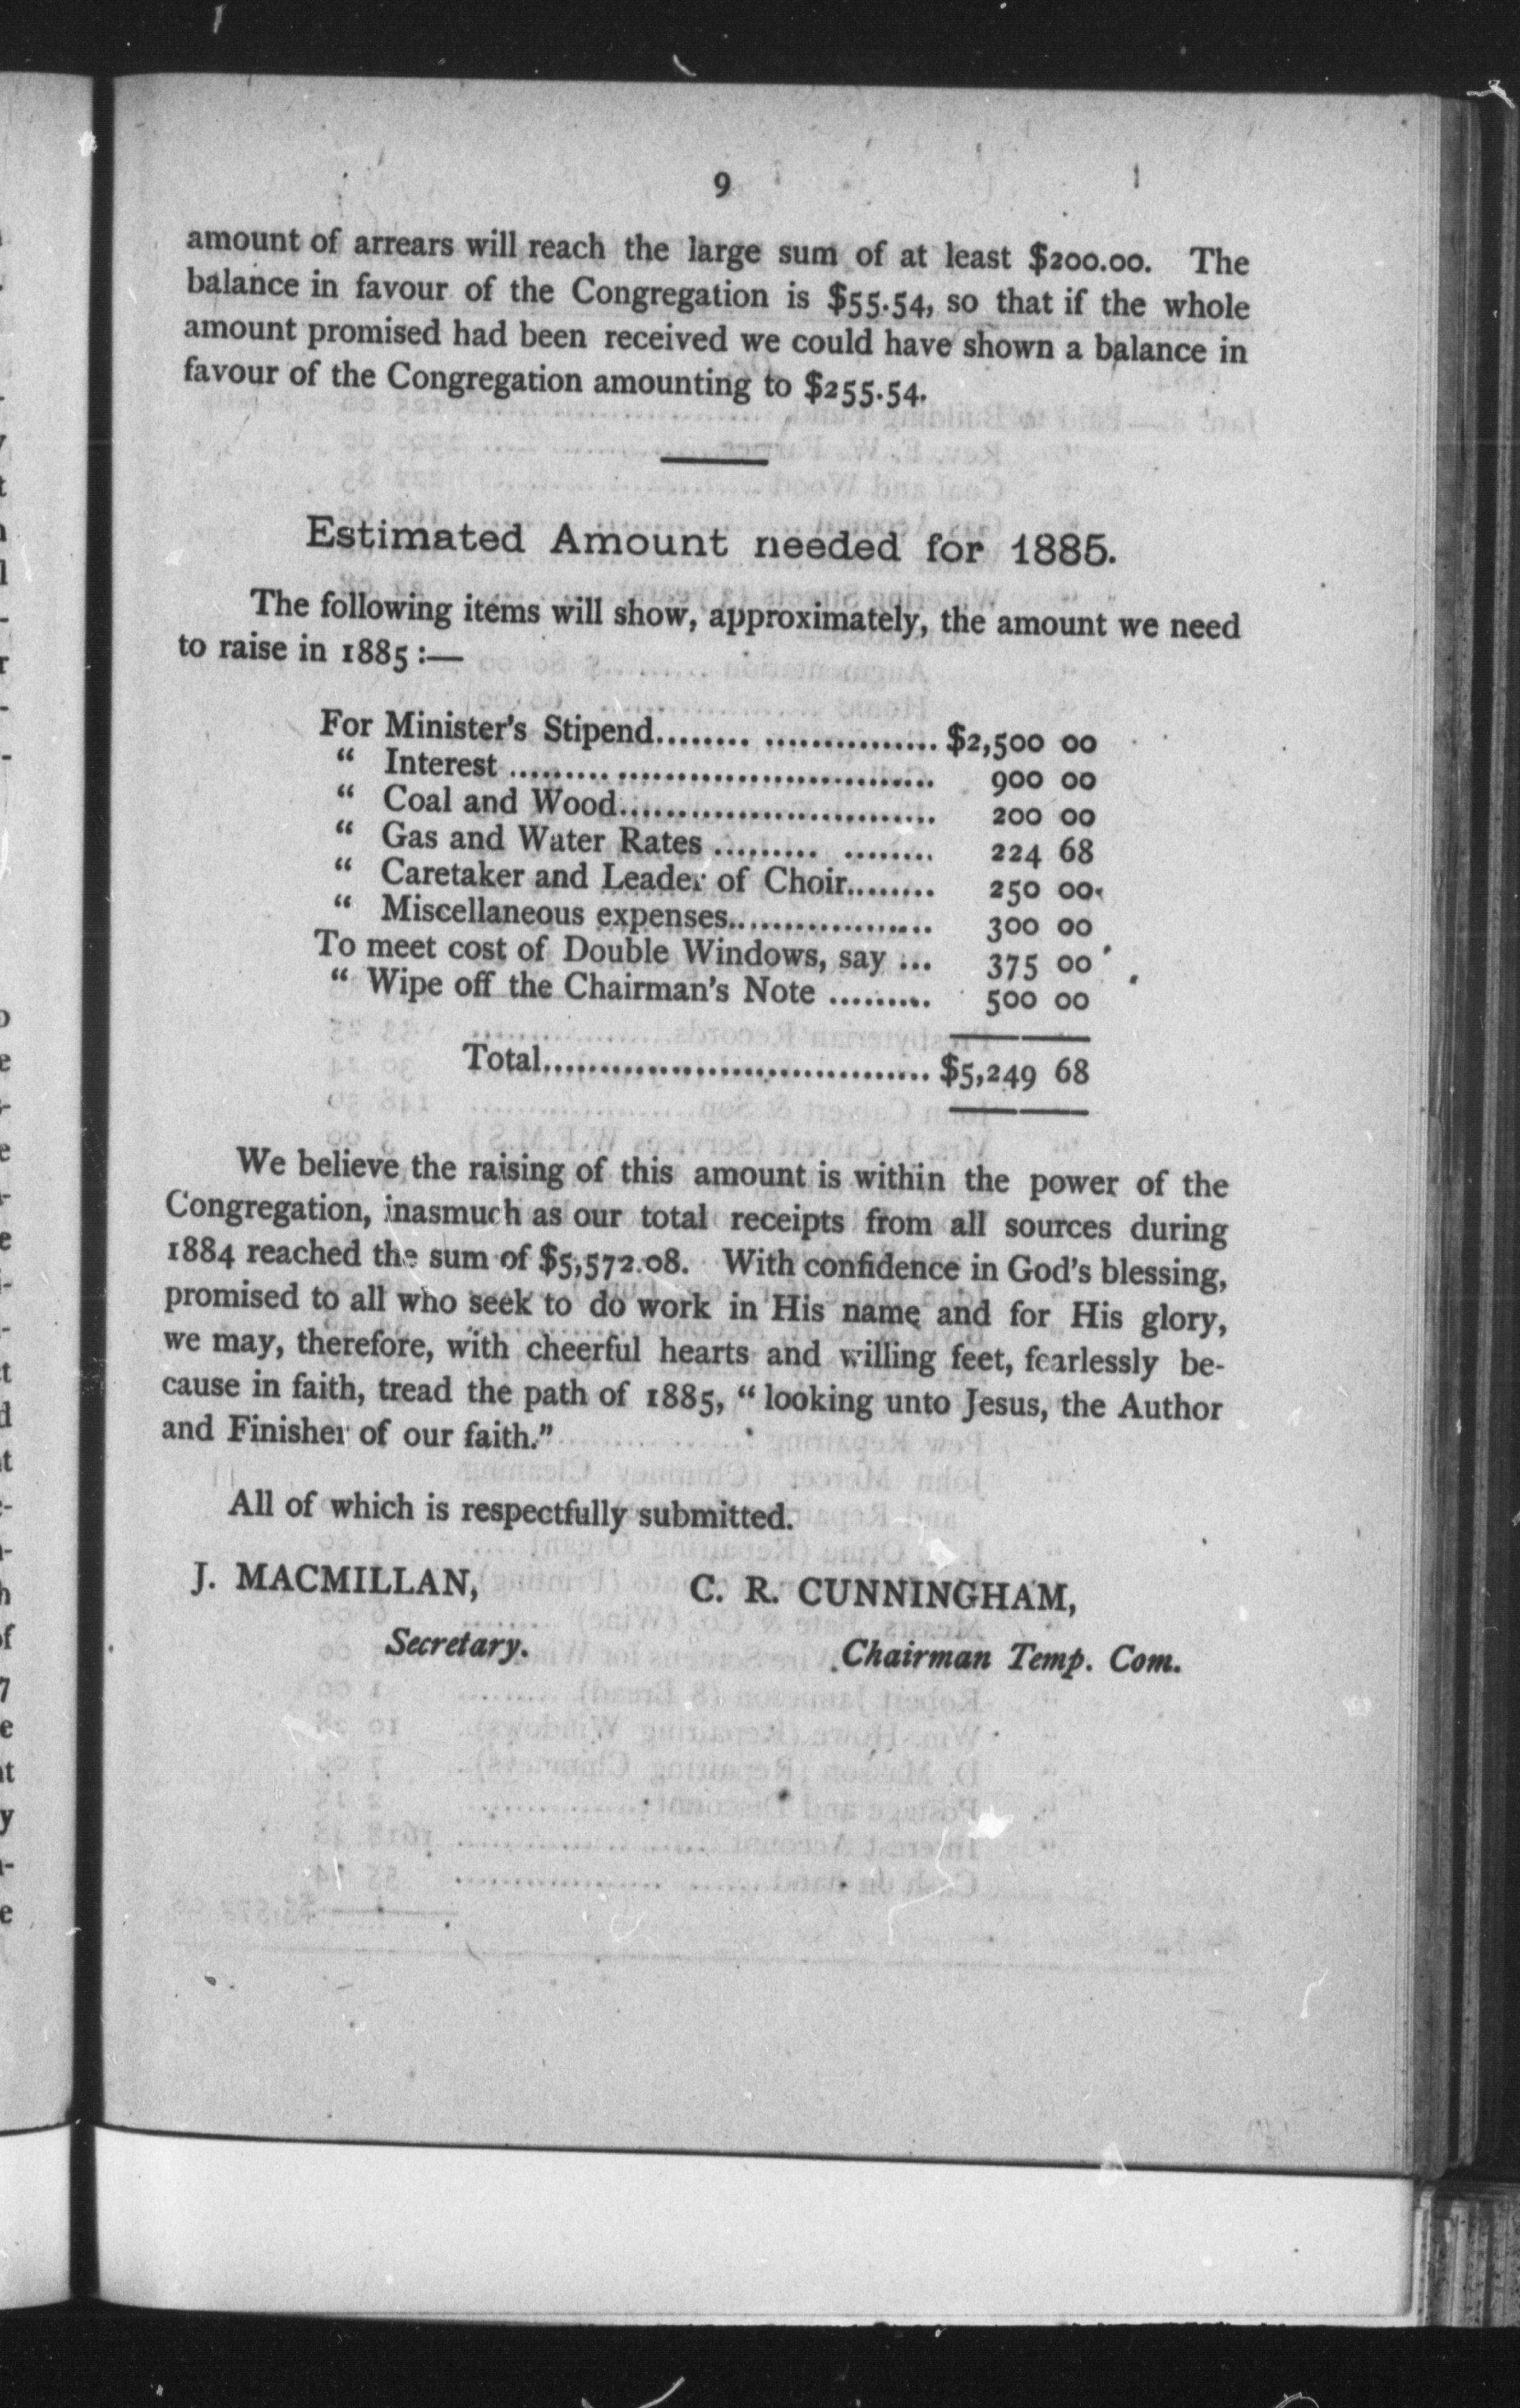 9
amount of arrears will reach the large sum of at least $200.00. The
balance in favour of the Congregation is $55.54, so that if the whole
amount promised had been received we could have shown a balance in
favour of the Congregation amounting to $255.54.
Estimated Amount needed for 1885.
The following items will show, approximately, the amount we need
to raise in 1885 :—
For Minister's Stipend......... ............... $2,500 00
“ Interest .......... ........................... 900 00
“ Coal and Wood............................ 200 00
“ Gas and Water Rates ......... ........ 224 68
“ Caretaker and Leader of Choir........ 250 00
“ Miscellaneous expenses.................. 300 00
To meet cost of Double Windows, say ... 375 00
“ Wipe off the Chairman's Note ......... 500 00
Total.................................. $5,249 68
We believe the raising of this amount is within the power of the
Congregation, inasmuch as our total receipts from all sources during
1884 reached the sum of $5,572.08. With confidence in God's blessing,
promised to all who seek to do work in His name and for His glory,
we may, therefore, with cheerful hearts and willing feet, fearlessly be-
cause in faith, tread the path of 1885, “ looking unto Jesus, the Author
and Finisher of our faith.”
All of which is respectfully submitted.
J. MACMILLAN, C. R. CUNNINGHAM,
Secretary. Chairman Temp. Com.